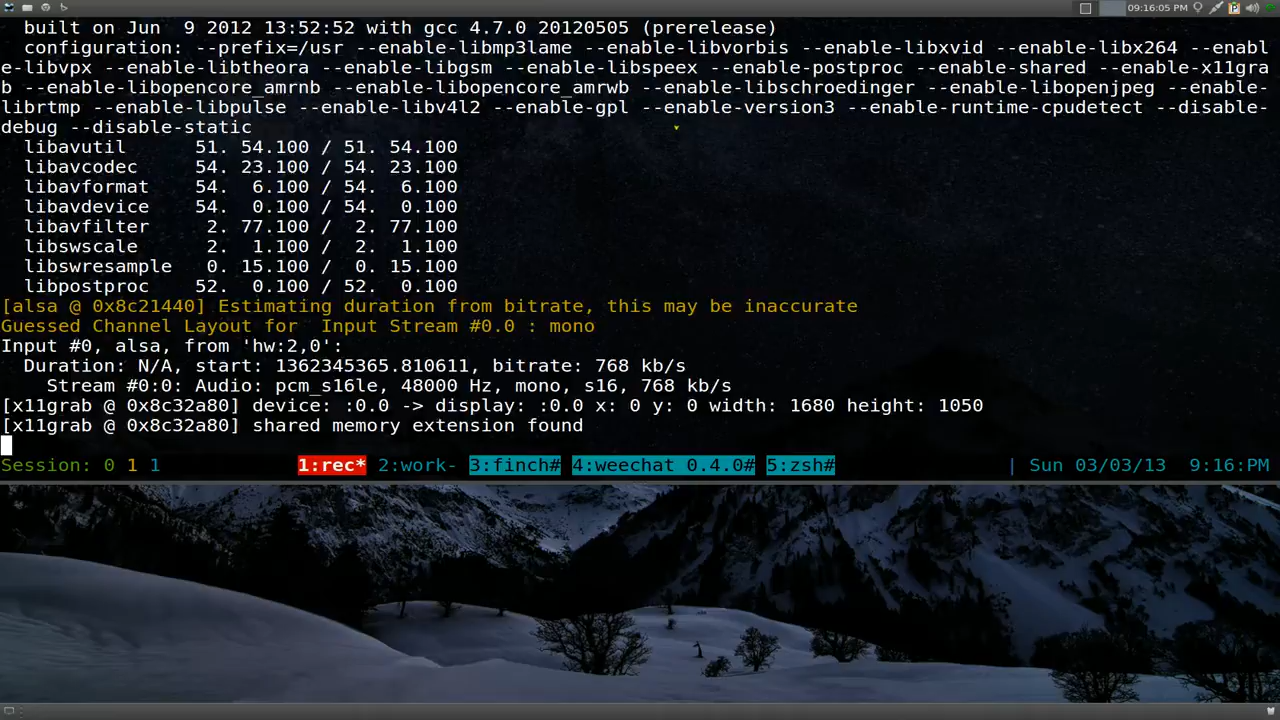 09:16:05 PM
built on Jun  9 2012 13:52:52 with gcc 4.7.0 20120505 (prerelease)
configuration: --prefix=/usr --enable-libmp3lame --enable-libvorbis --enable-libxvid --enable-libx264 --enabl
e-libvpx --enable-libtheora --enable-libgsm --enable-libspeex --enable-postproc --enable-shared --enable-x11gra
b --enable-libopencore_amrnb --enable-libopencore_amrwb --enable-libschroedinger --enable-libopenjpeg --enable-
librtmp --enable-libpulse --enable-libv4l2 --enable-gpl --enable-version3 --enable-runtime-cpudetect --disable-
debug --disable-static
libavutil      51. 54.100 / 51. 54.100
libavcodec     54. 23.100 / 54. 23.100
libavformat    54.  6.100 / 54.  6.100
libavdevice    54.  0.100 / 54.  0.100
libavfilter     2. 77.100 /  2. 77.100
libswscale      2.  1.100 /  2.  1.100
libswresample   0. 15.100 /  0. 15.100
libpostproc    52.  0.100 / 52.  0.100
[alsa @ 0x8c21440] Estimating duration from bitrate, this may be inaccurate
Guessed Channel Layout for  Input Stream #0.0 : mono
Input #0, alsa, from 'hw:2,0':
Duration: N/A, start: 1362345365.810611, bitrate: 768 kb/s
Stream #0:0: Audio: pcm_s16le, 48000 Hz, mono, s16, 768 kb/s
[x11grab @ 0x8c32a80] device: :0.0 -> display: :0.0 x: 0 y: 0 width: 1680 height: 1050
[x11grab @ 0x8c32a80] shared memory extension found
Session: 0 1 1 1:rec* 2:work- 3:finch# 4:weechat 0.4.0# 5:zsh# | Sun 03/03/13  9:16:PM